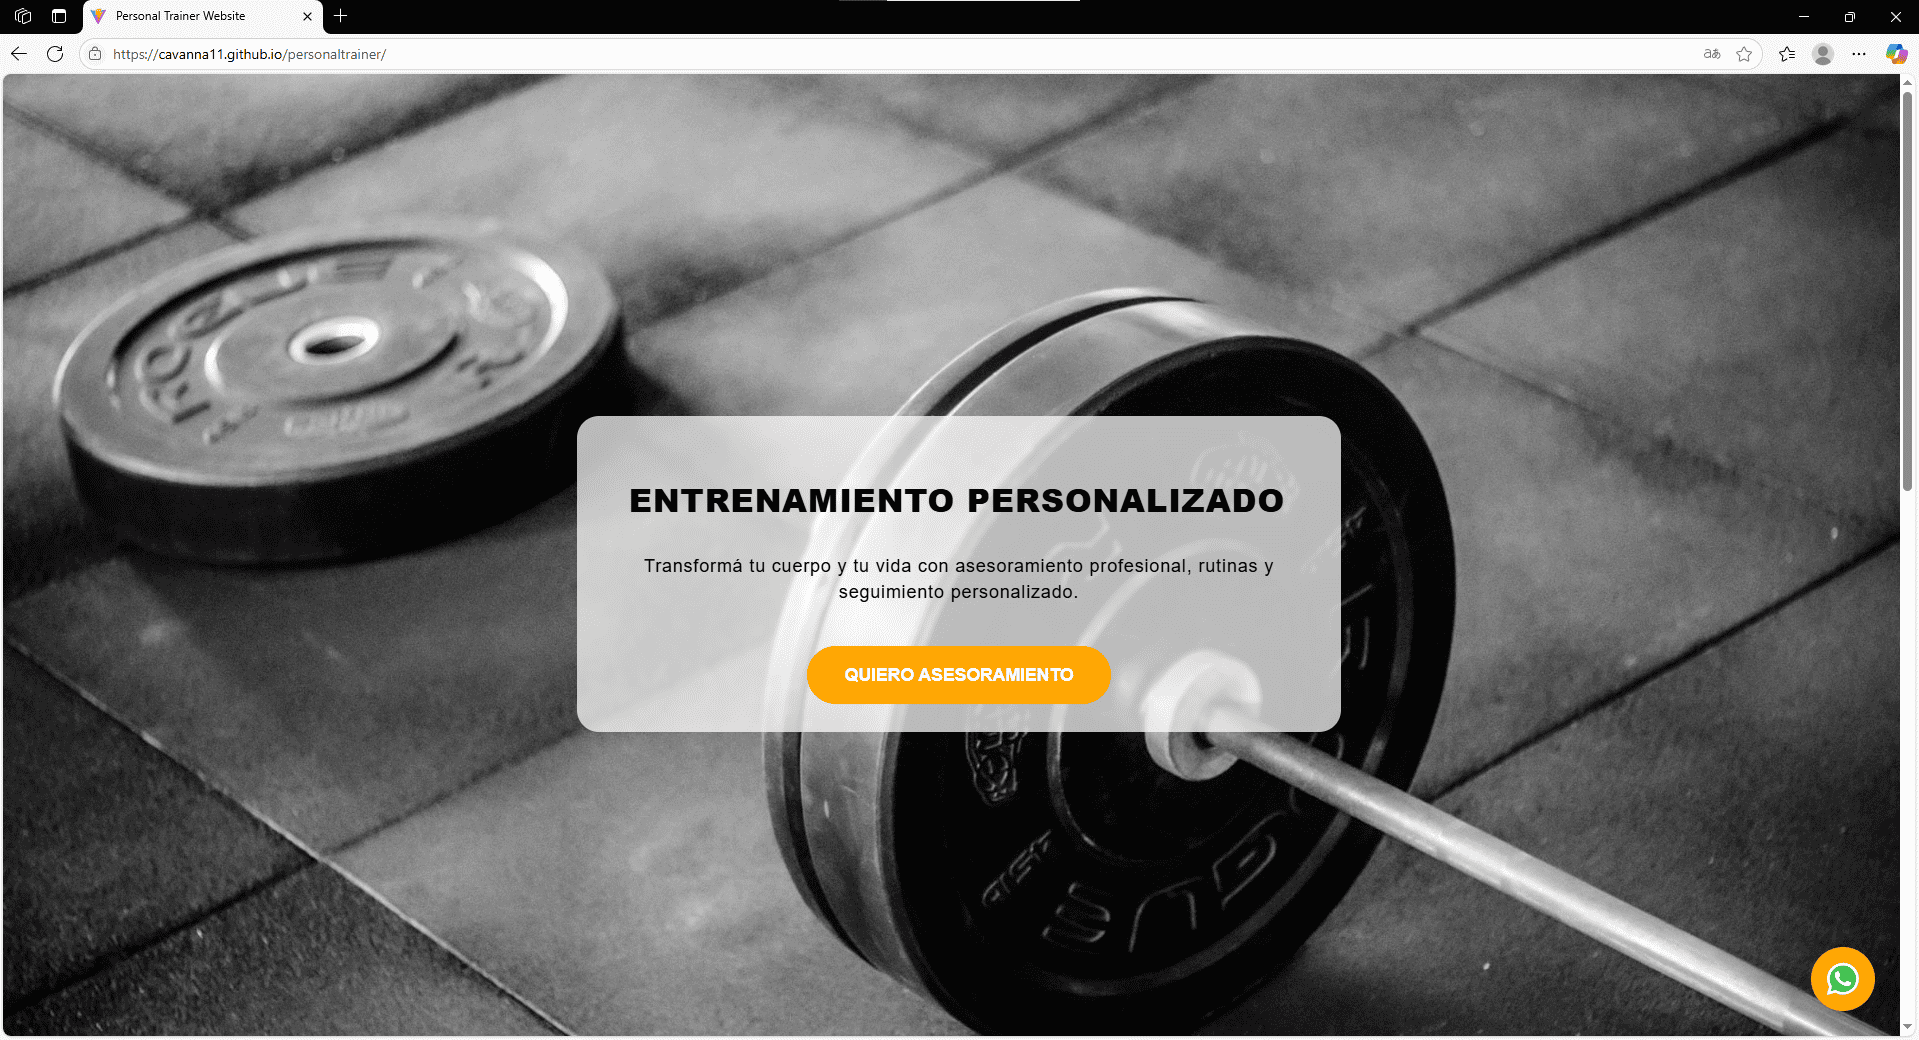 Personal Trainer Website
https://cavanna11.github.io/personaltrainer/
ENTRENAMIENTO PERSONALIZADO
Transformá tu cuerpo y tu vida con asesoramiento profesional, rutinas y
seguimiento personalizado.
QUIERO ASESORAMIENTO